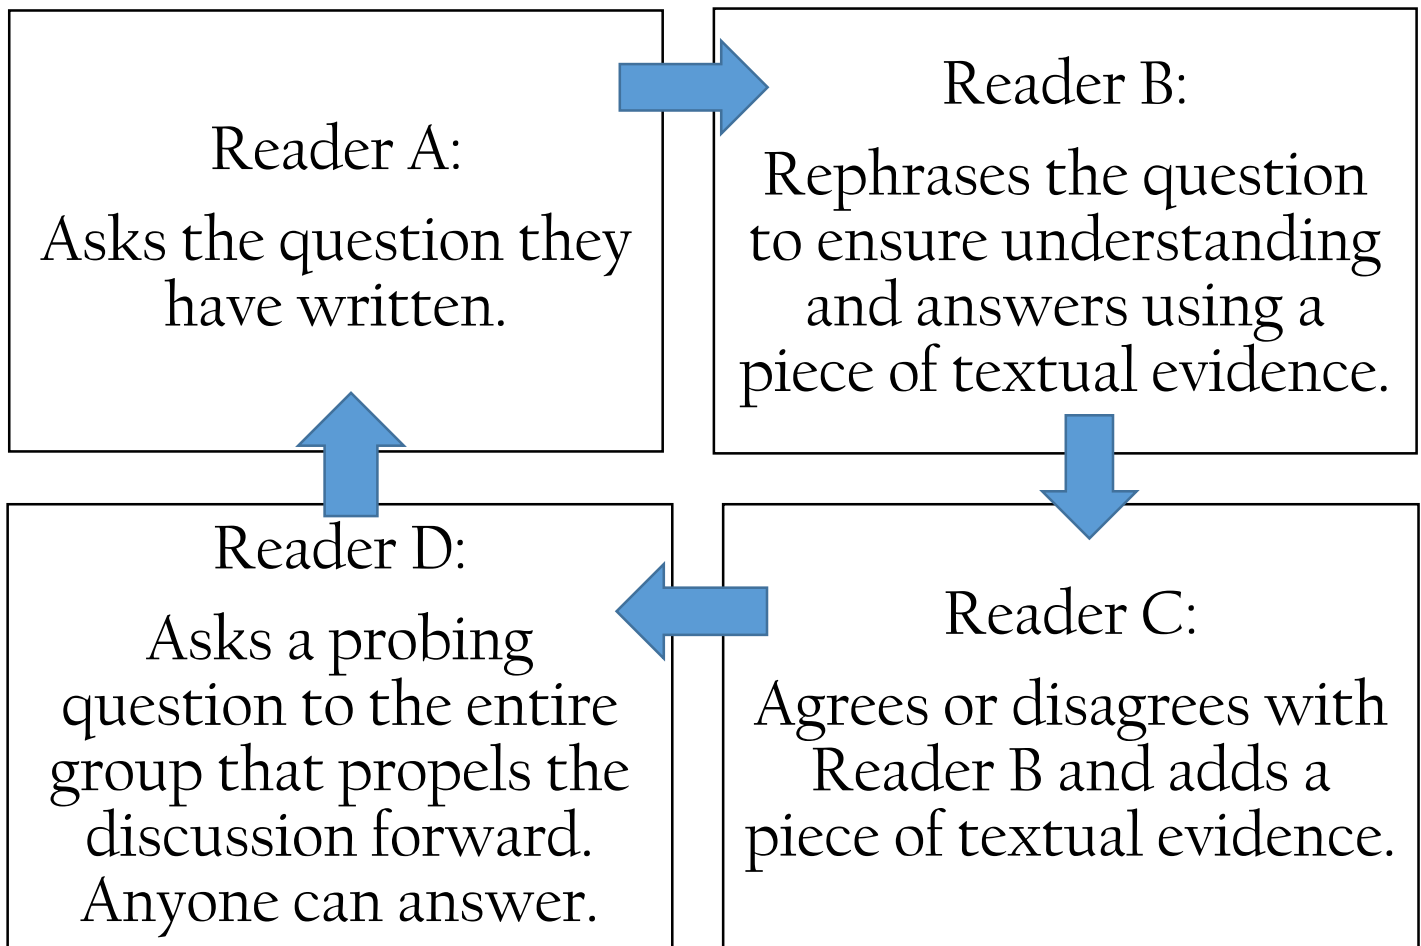 Reader A:
Asks the question they
have written.
Reader B:
Rephrases the question
to ensure understanding
and answers using a
piece of textual evidence.
Reader C:
Agrees or disagrees with
Reader B and adds a
piece of textual evidence.
Reader D:
Asks a probing
question to the entire
group that propels the
discussion forward.
Anyone can answer.